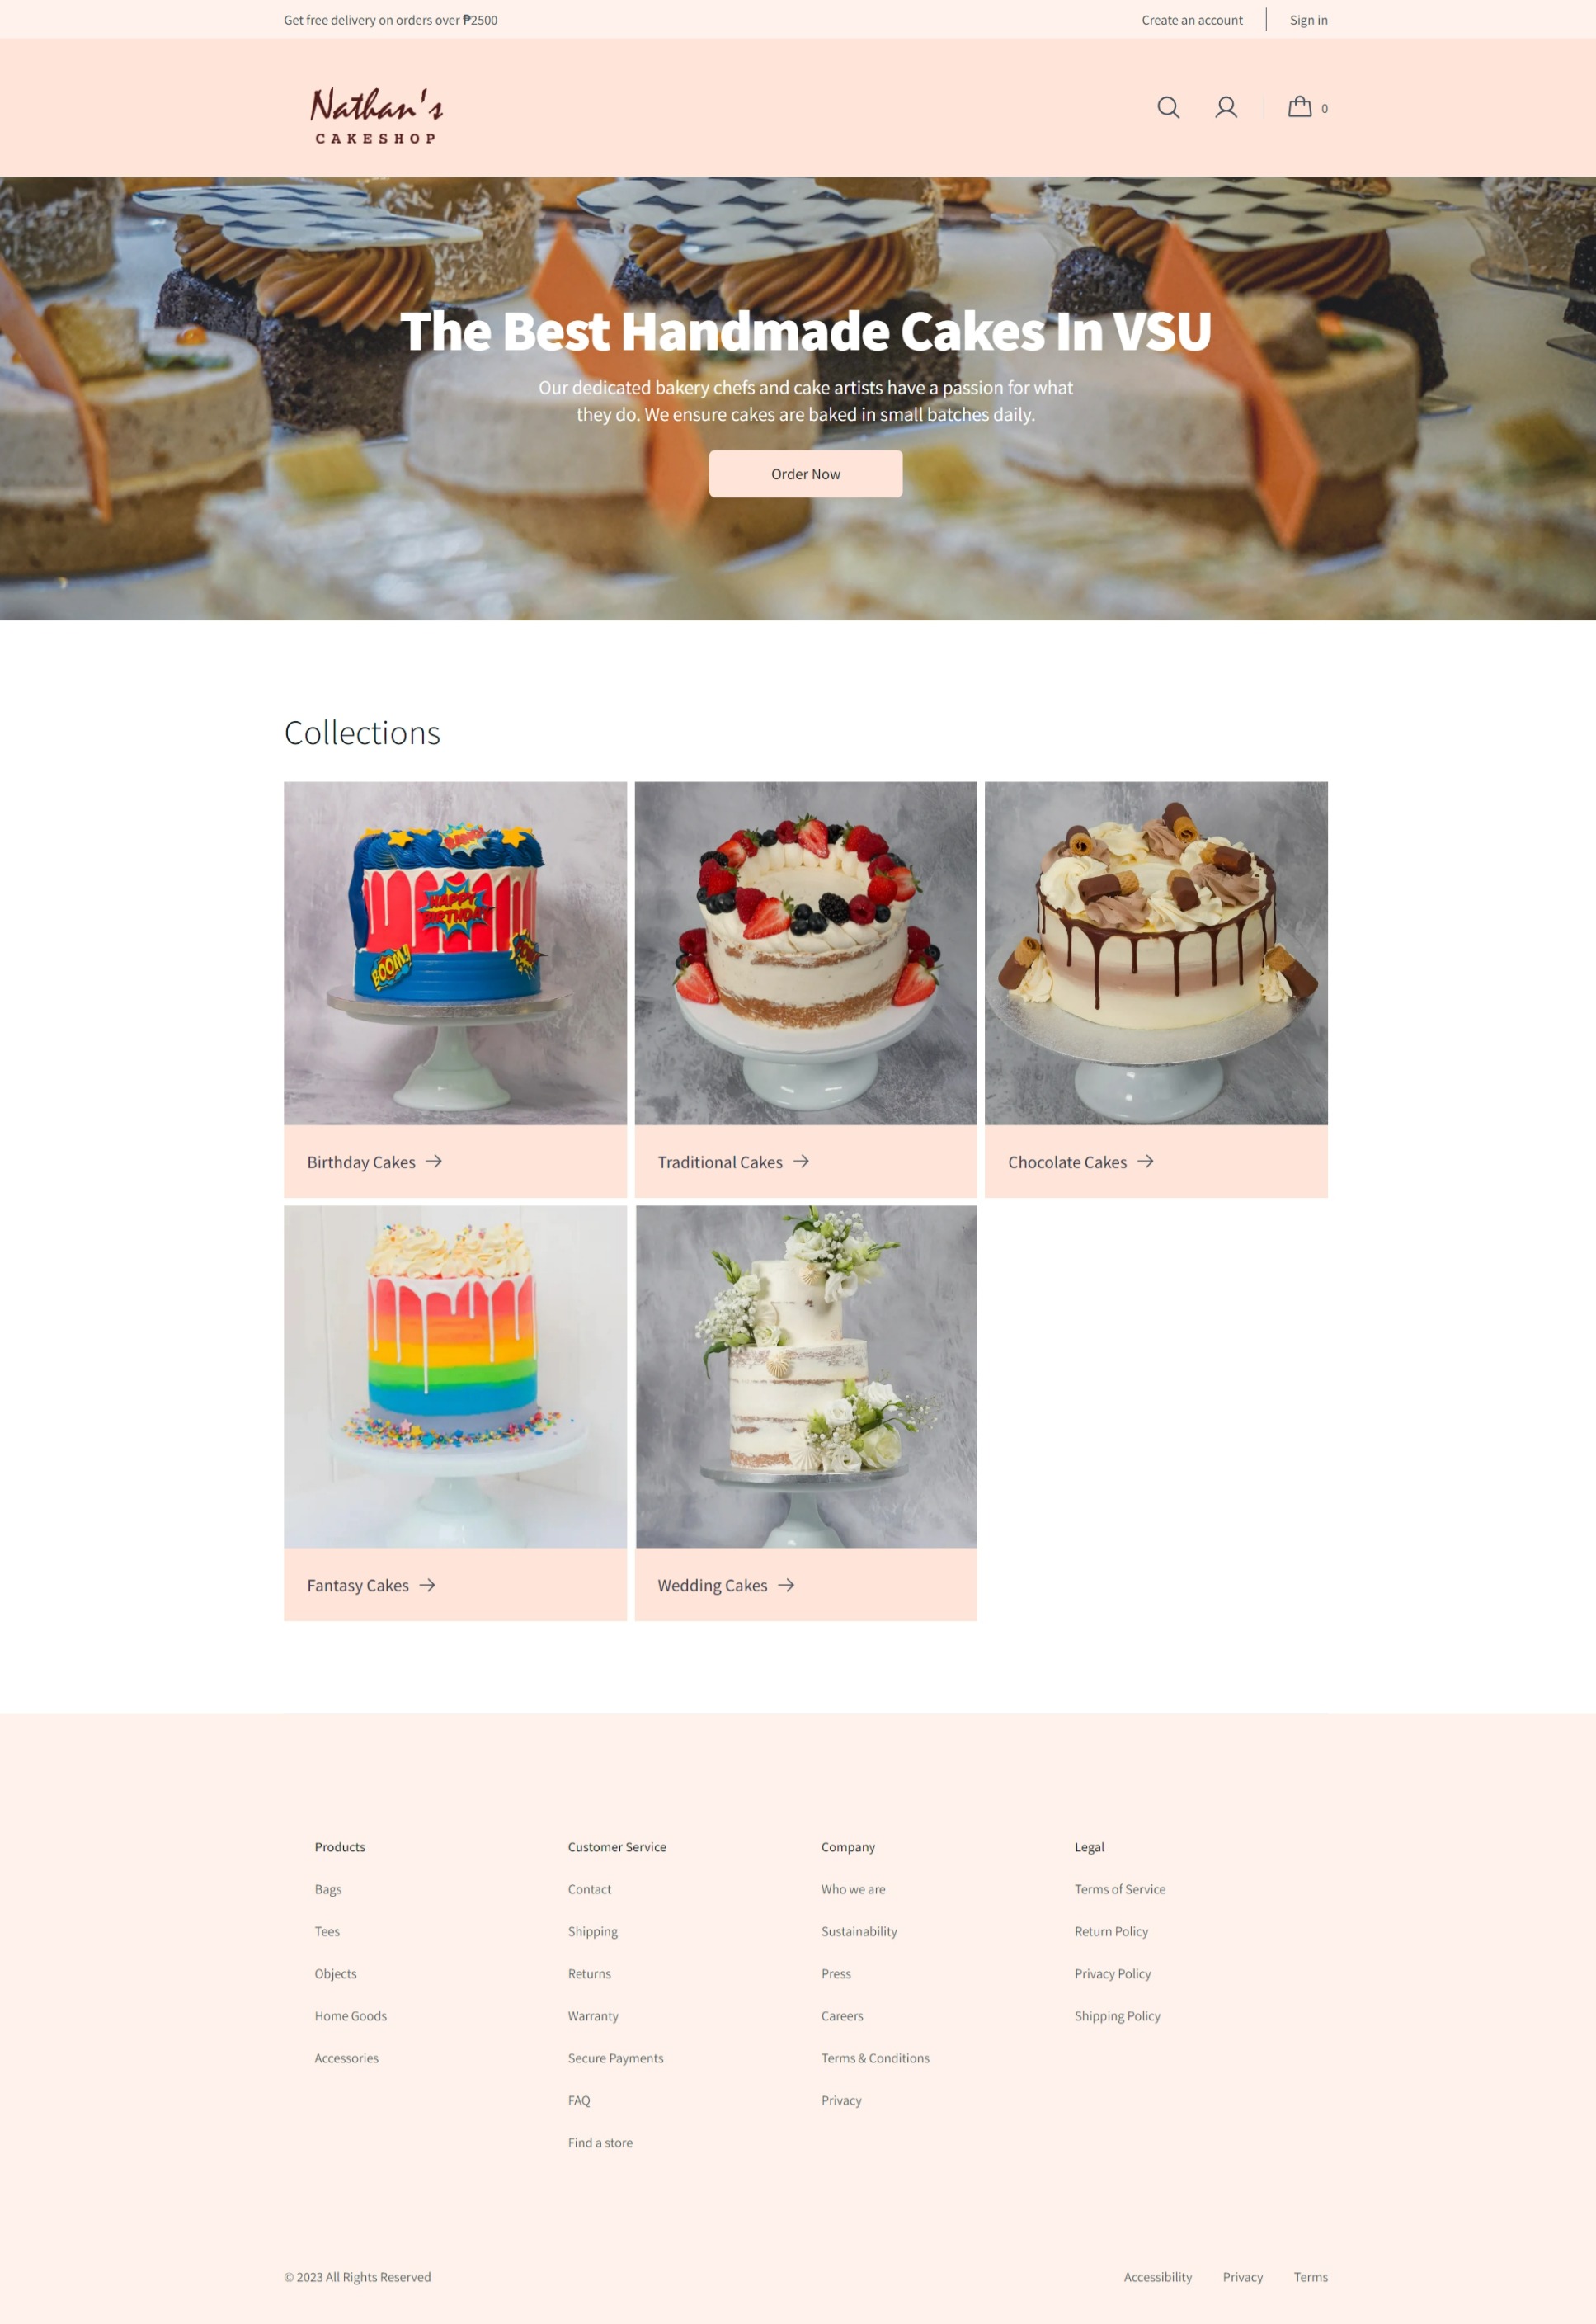 Get free delivery on orders over ₱2500
Create an account
Sign in
Nathan's
CAKESHOP
0
The Best Handmade Cakes In VSU
Our dedicated bakery chefs and cake artists have a passion for what
they do. We ensure cakes are baked in small batches daily.
Order Now
Collections
HAPPY
BIRTHDAY
BOOM!
Birthday Cakes →
Traditional Cakes →
Chocolate Cakes →
Fantasy Cakes →
Wedding Cakes →
Products
Bags
Tees
Objects
Home Goods
Accessories
Customer Service
Contact
Shipping
Returns
Warranty
Secure Payments
FAQ
Find a store
Company
Who we are
Sustainability
Press
Careers
Terms & Conditions
Privacy
Legal
Terms of Service
Return Policy
Privacy Policy
Shipping Policy
© 2023 All Rights Reserved
Accessibility
Privacy
Terms